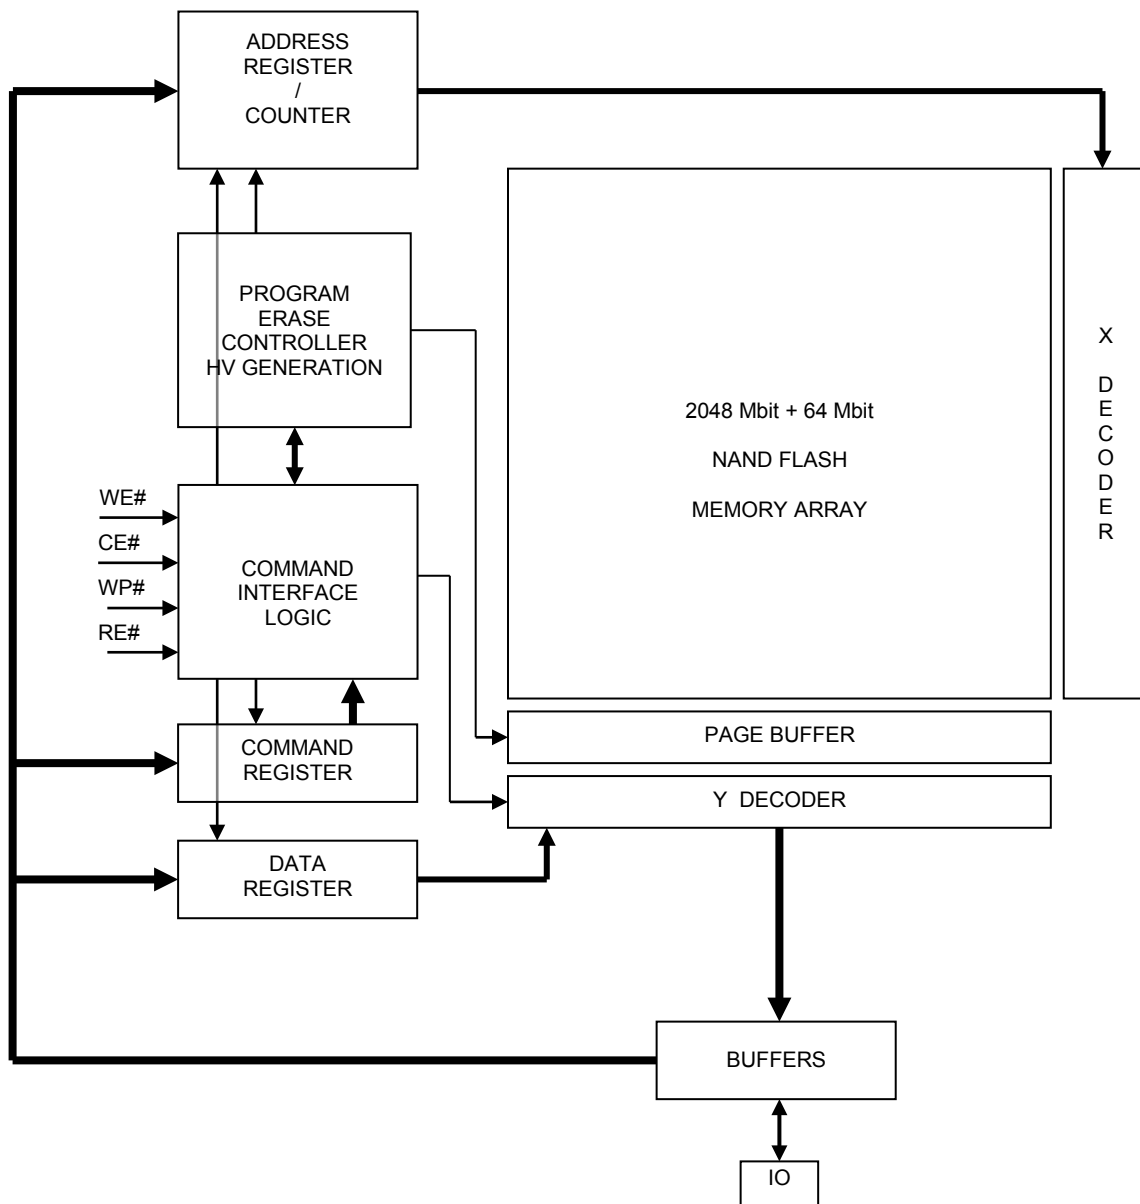 ADDRESS
REGISTER
/
COUNTER
PROGRAM
ERASE
CONTROLLER
HV GENERATION
X DECODER
2048 Mbit + 64 Mbit
NAND FLASH
MEMORY ARRAY
WE#
CE#
WP#
RE#
COMMAND
INTERFACE
LOGIC
PAGE BUFFER
COMMAND
REGISTER
Y DECODER
DATA
REGISTER
BUFFERS
IO